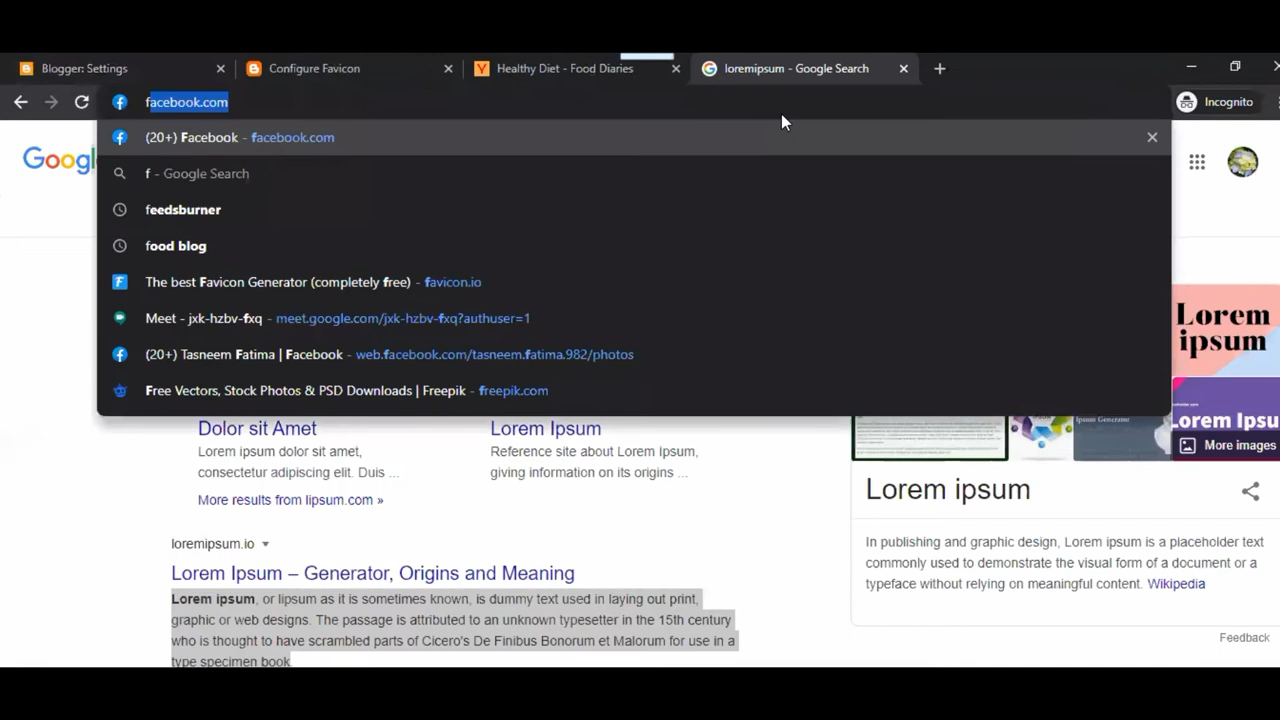 Blogger: Settings
Configure Favicon
Healthy Diet - Food Diaries
loremipsum - Google Search
facebook.com
Incognito
(20+) Facebook - facebook.com
f - Google Search
feedsburner
food blog
The best Favicon Generator (completely free) - favicon.io
Meet - jxk-hzbv-fxq - meet.google.com/jxk-hzbv-fxq?authuser=1
(20+) Tasneem Fatima | Facebook - web.facebook.com/tasneem.fatima.982/photos
Free Vectors, Stock Photos & PSD Downloads | Freepik - freepik.com
Googl
Dolor sit Amet
Lorem ipsum dolor sit amet,
consectetur adipiscing elit. Duis ...
Lorem Ipsum
Reference site about Lorem Ipsum,
giving information on its origins ...
More results from lipsum.com »
loremipsum.io
Lorem Ipsum – Generator, Origins and Meaning
Lorem ipsum, or lipsum as it is sometimes known, is dummy text used in laying out print,
graphic or web designs. The passage is attributed to an unknown typesetter in the 15th century
who is thought to have scrambled parts of Cicero's De Finibus Bonorum et Malorum for use in a
type specimen book
Lorem
ipsum
Lorem Ipsu
More images
Lorem ipsum
In publishing and graphic design, Lorem ipsum is a placeholder text
commonly used to demonstrate the visual form of a document or a
typeface without relying on meaningful content. Wikipedia
Feedback